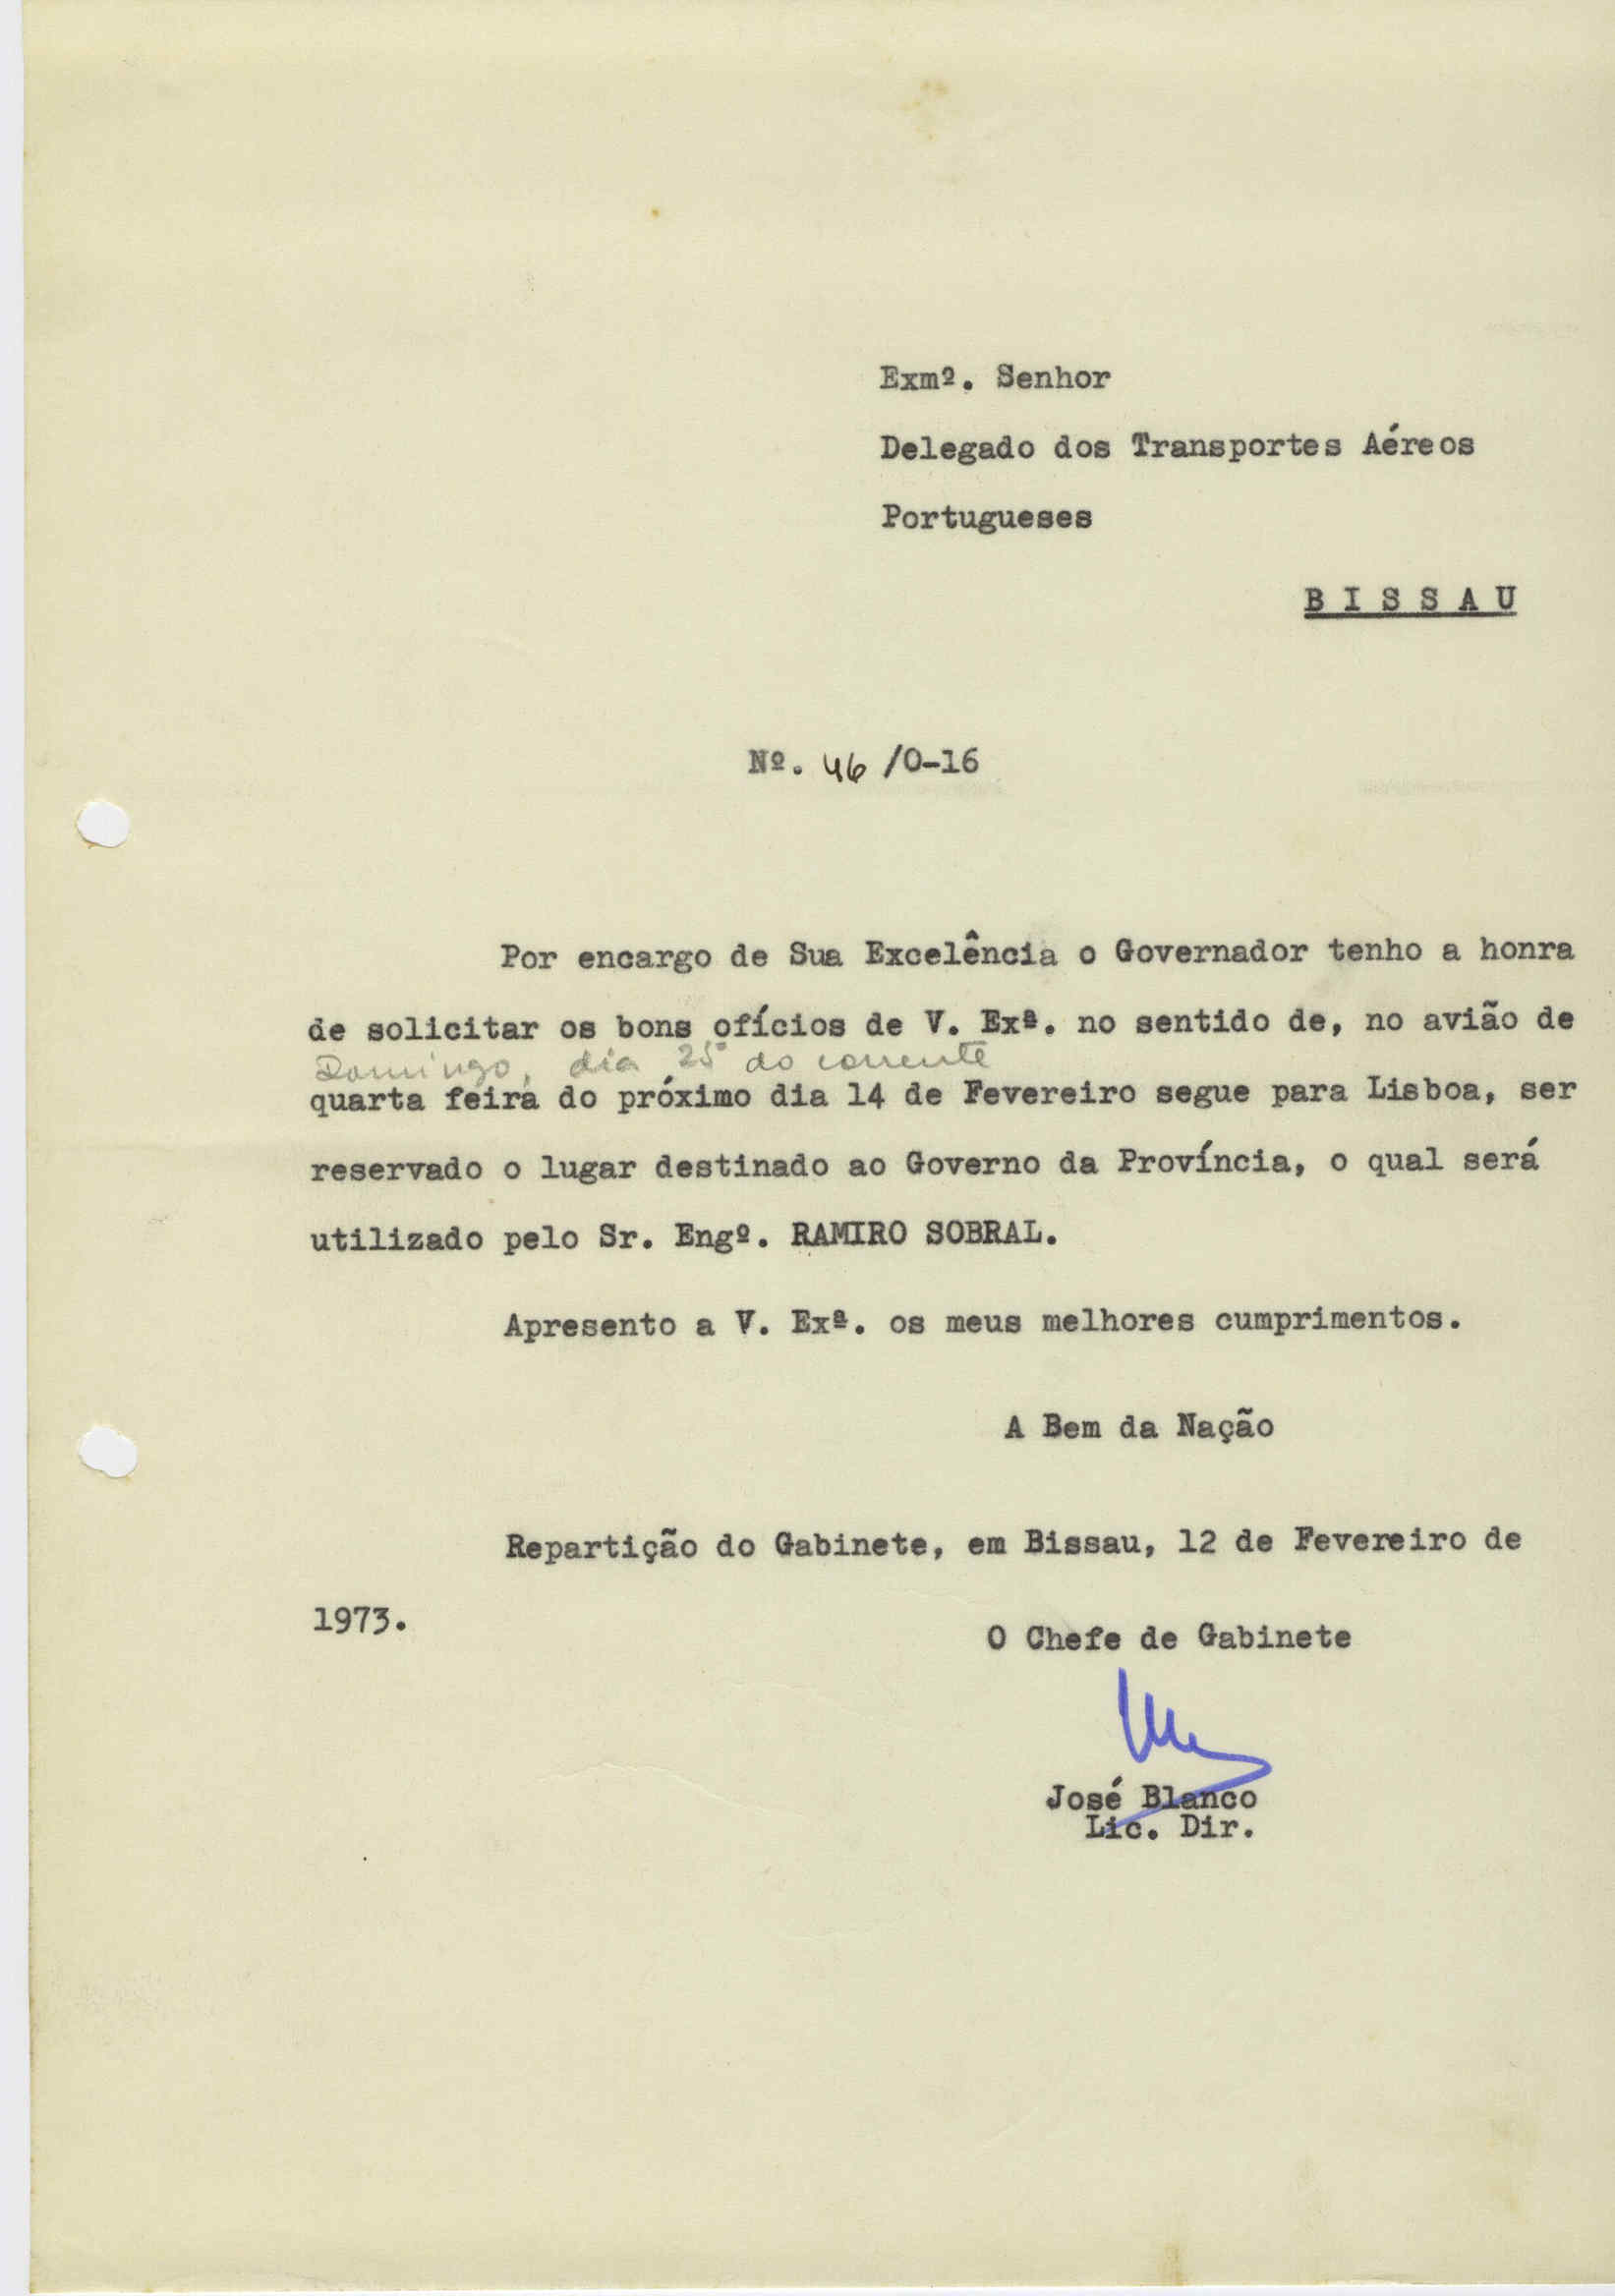 Exmº. Senhor
Delegado dos Transportes Aéreos
Portugueses
B I S S A U
Nº. 46 /0-16
Por encargo de Sua Excelência o Governador tenho a honra
de solicitar os bons ofícios de V. Exª. no sentido de, no avião de
Domingo, dia 25 do corrente
quarta feira do próximo dia 14 de Fevereiro segue para Lisboa, ser
reservado o lugar destinado ao Governo da Província, o qual será
utilizado pelo Sr. Engº. RAMIRO SOBRAL.
Apresento a V. Exª. os meus melhores cumprimentos.
A Bem da Nação
Repartição do Gabinete, em Bissau, 12 de Fevereiro de
1973.
O Chefe de Gabinete
José Blanco
Lic. Dir.